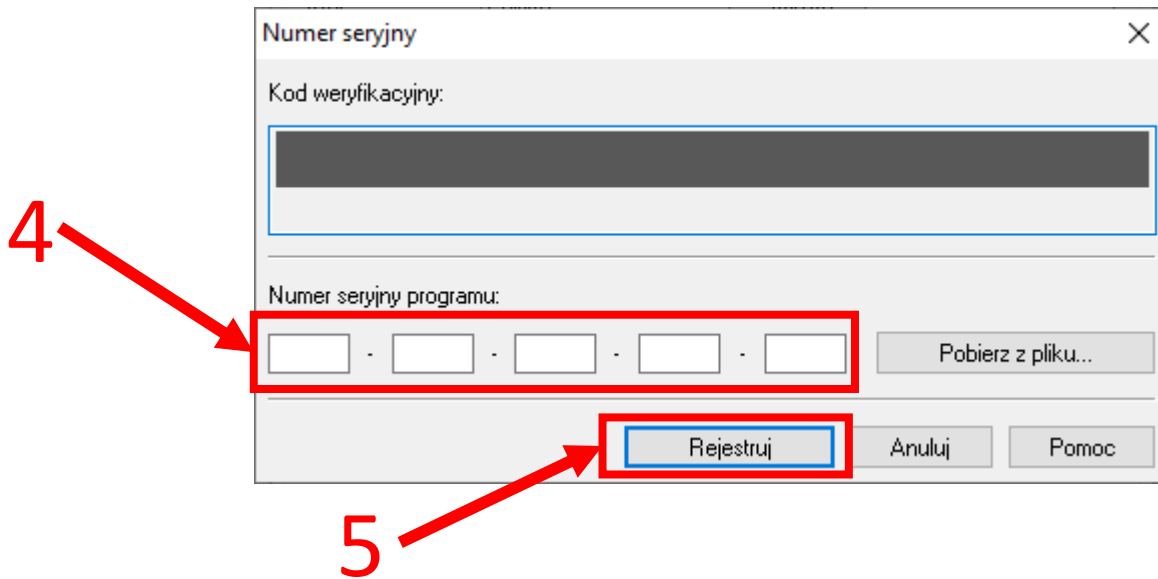 Numer seryjny
Kod weryfikacyjny:
4
Numer seryjny programu:
- - - -
Pobierz z pliku...
Rejestruj Anuluj Pomoc
5